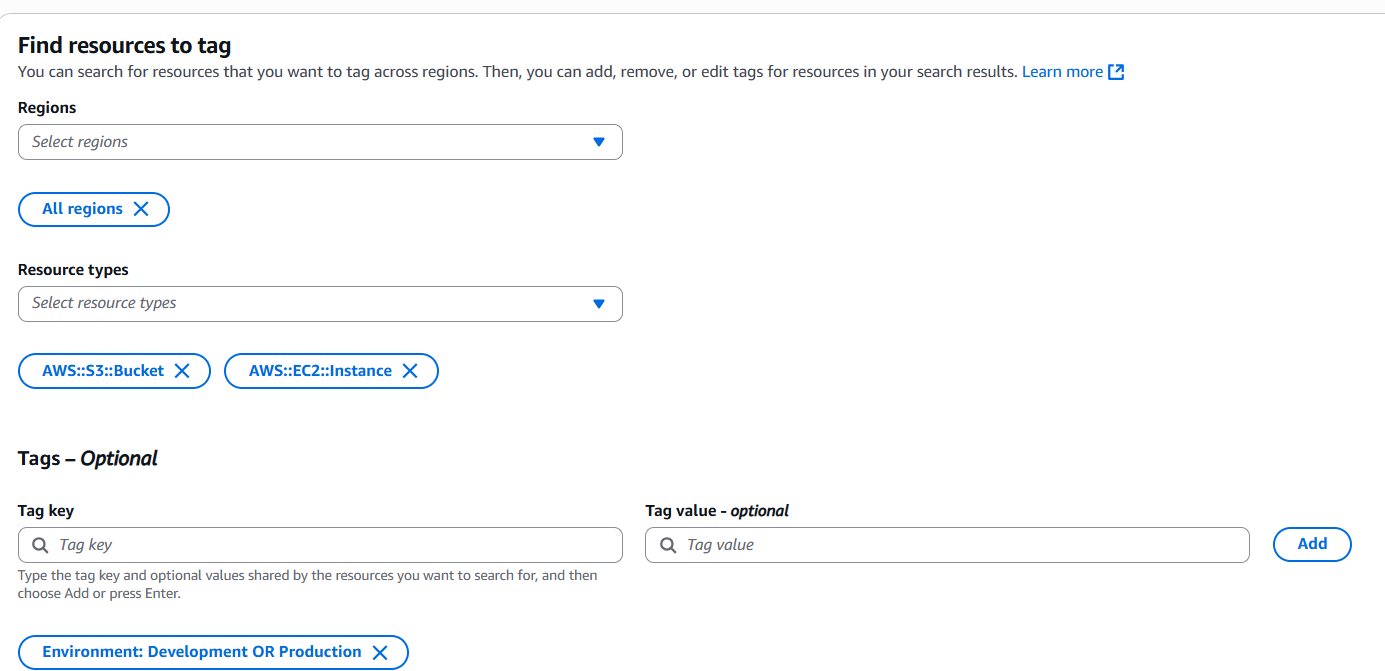 Find resources to tag
You can search for resources that you want to tag across regions. Then, you can add, remove, or edit tags for resources in your search results. Learn more
Regions
Select regions
All regions
Resource types
Select resource types
AWS::S3::Bucket AWS::EC2::Instance
Tags – Optional
Tag key Tag value - optional
Tag key Tag value Add
Type the tag key and optional values shared by the resources you want to search for, and then
choose Add or press Enter.
Environment: Development OR Production